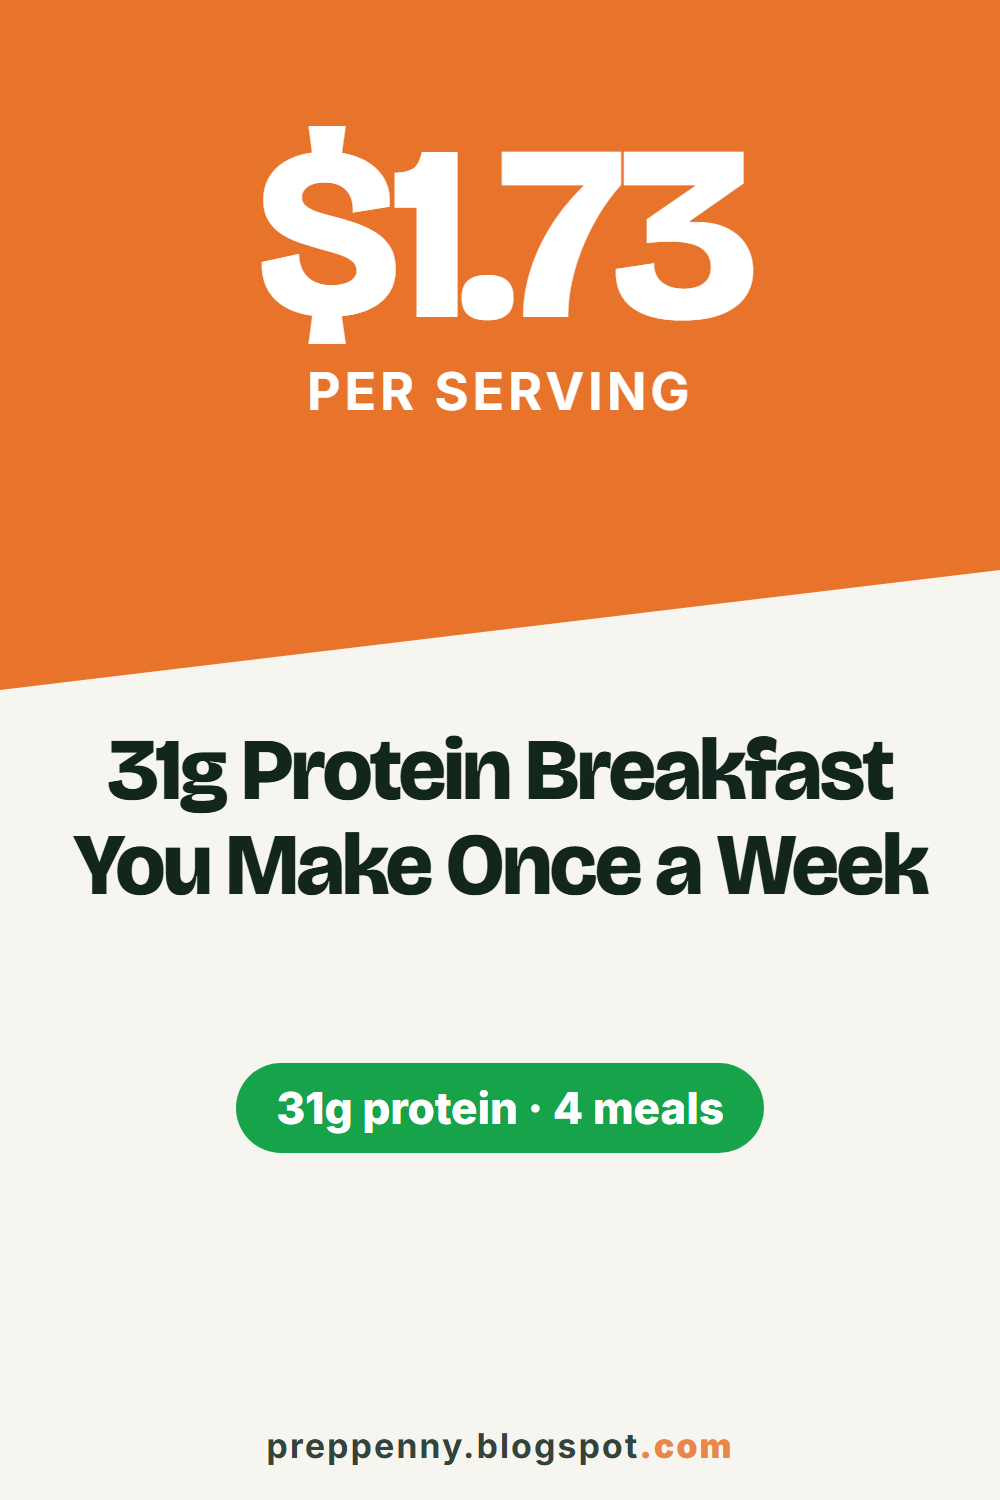 $1.73
PER SERVING
31g Protein Breakfast
You Make Once a Week
31g protein · 4 meals
preppenny.blogspot.com